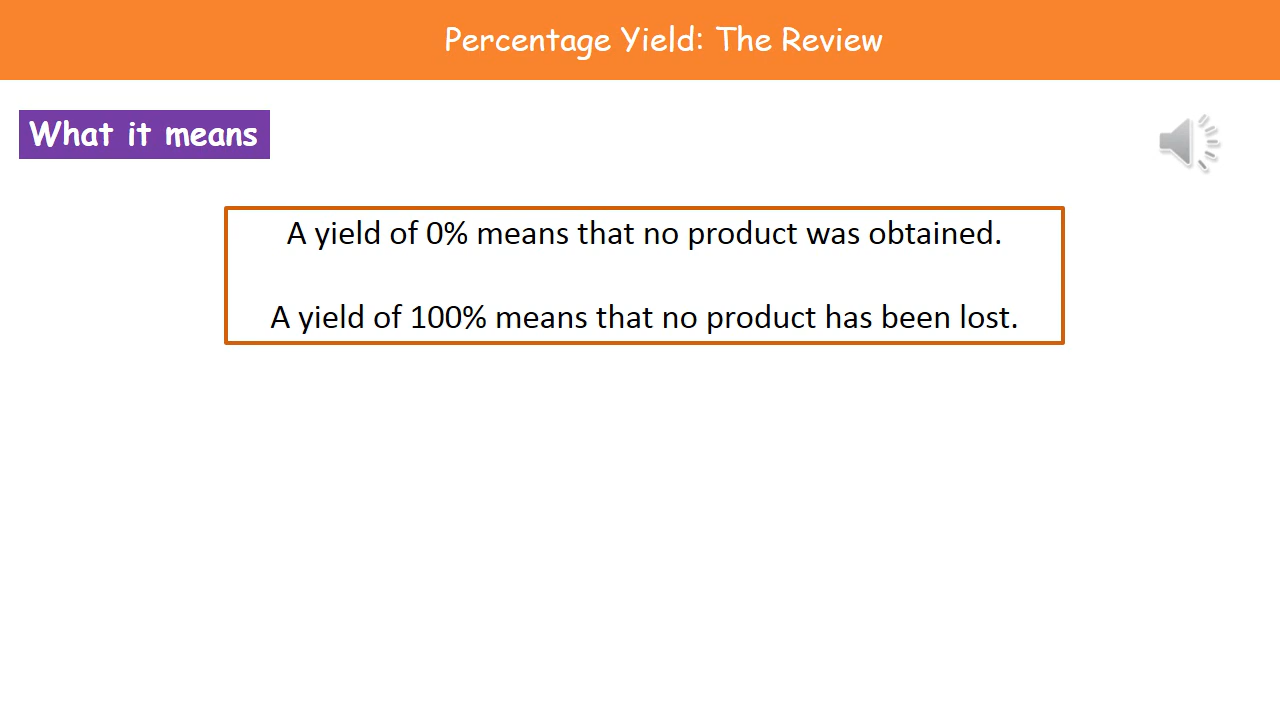 Percentage Yield: The Review
What it means
A yield of 0% means that no product was obtained.
A yield of 100% means that no product has been lost.